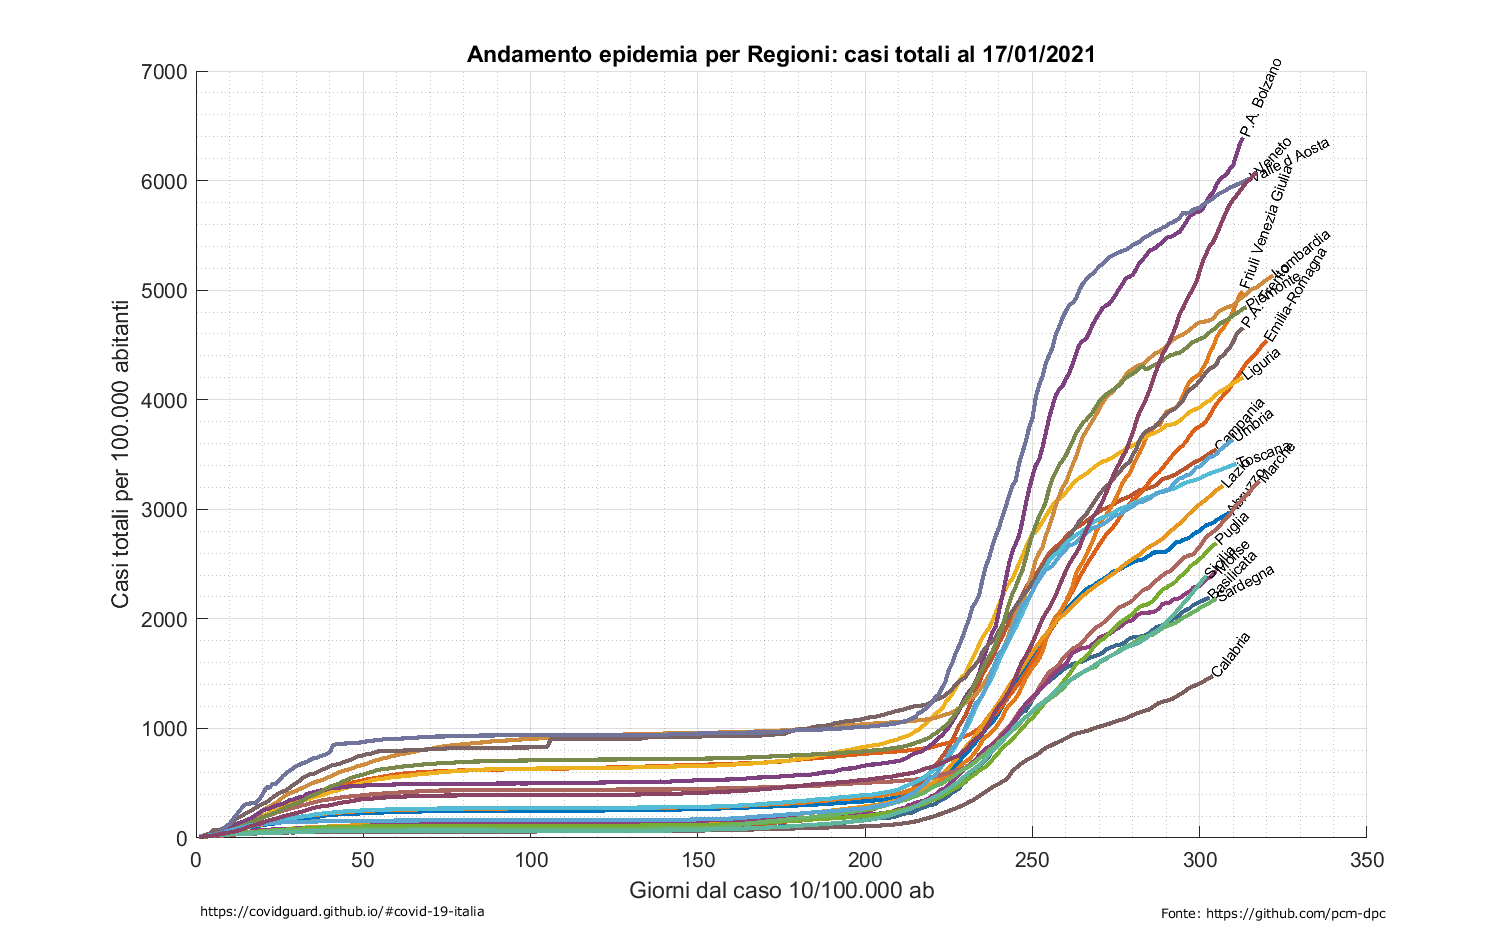 Andamento epidemia per Regioni: casi totali al 17/01/2021
7000
6000
5000
4000
3000
2000
1000
0
Casi totali per 100.000 abitanti
P.A. Bolzano
Veneto
Valle d Aosta
Friuli Venezia Giulia
Lombardia
P.A. Trento
Piemonte
Emilia-Romagna
Liguria
Campania
Umbria
Toscana
Lazio
Marche
Abruzzo
Puglia
Sicilia
Molise
Basilicata
Sardegna
Calabria
0 50 100 150 200 250 300 350
Giorni dal caso 10/100.000 ab
https://covidguard.github.io/#covid-19-italia
Fonte: https://github.com/pcm-dpc